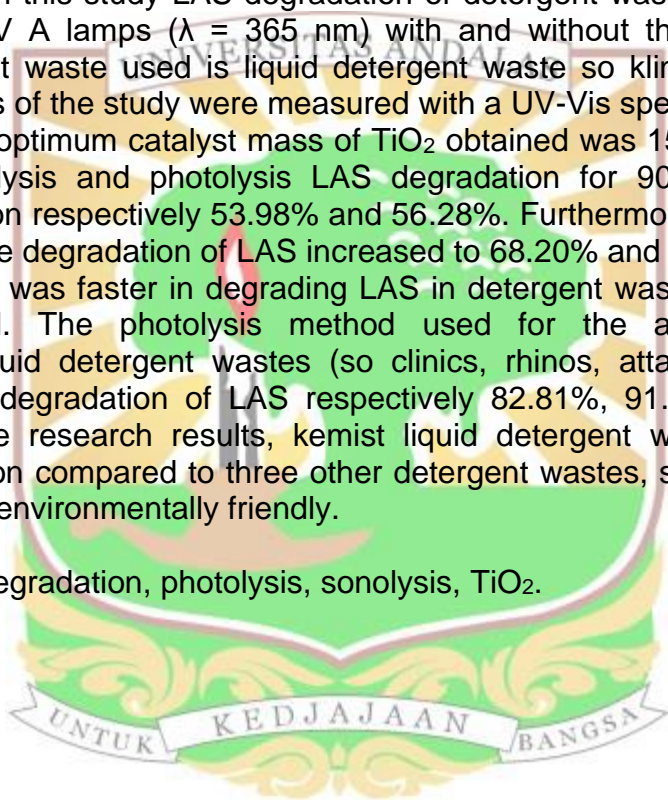 n this study LAS degradation of detergent was
V A lamps (λ = 365 nm) with and without th
t waste used is liquid detergent waste so klin
s of the study were measured with a UV-Vis spe
optimum catalyst mass of TiO2 obtained was 15
lysis and photolysis LAS degradation for 90
on respectively 53.98% and 56.28%. Furthermo
e degradation of LAS increased to 68.20% and
was faster in degrading LAS in detergent was
d. The photolysis method used for the a
quid detergent wastes (so clinics, rhinos, atta
degradation of LAS respectively 82.81%, 91.
e research results, kemist liquid detergent w
on compared to three other detergent wastes, s
environmentally friendly.
egradation, photolysis, sonolysis, TiO2.
UNIVERSITAS ANDALA
UNTUK KEDJAJAAN BANGSA